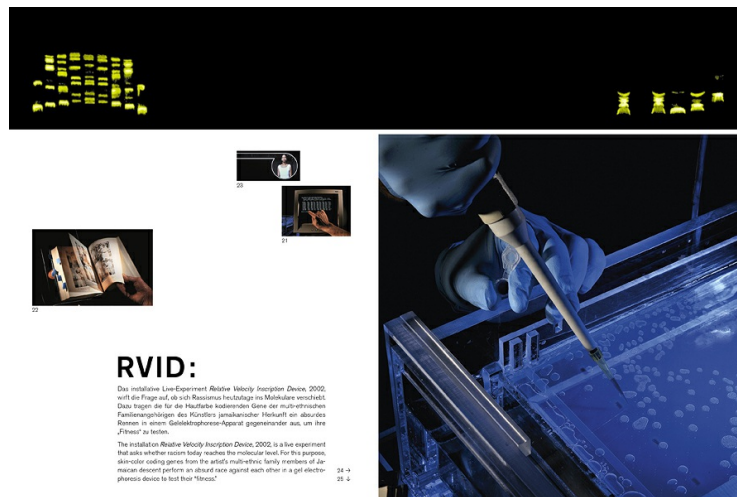 23
21
22
RVID:
Das installative Live-Experiment Relative Velocity Inscription Device, 2002,
wirft die Frage auf, ob sich Rassismus heutzutage ins Molekulare verschiebt.
Dazu tragen die für die Hautfarbe kodierenden Gene der multi-ethnischen
Familienangehörigen des Künstlers jamaikanischer Herkunft ein absurdes
Rennen in einem Gelelektrophorese-Apparat gegeneinander aus, um ihre
„Fitness“ zu testen.
The installation Relative Velocity Inscription Device, 2002, is a live experiment
that asks whether racism today reaches the molecular level. For this purpose,
skin-color coding genes from the artist's multi-ethnic family members of Ja-
maican descent perform an absurd race against each other in a gel electro-
phoresis device to test their "fitness."
24 →
25 ↓